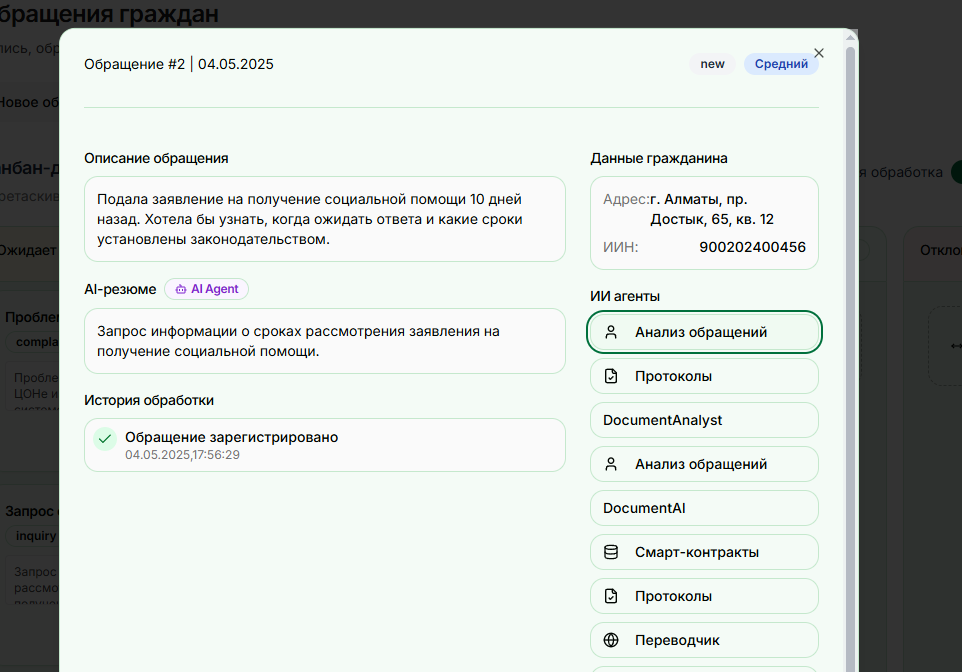 бращения граждан
Обращение #2 | 04.05.2025
new
Средний
Новое об
нбан-д
я обработка
Ожидает
Откло
Описание обращения
Подала заявление на получение социальной помощи 10 дней
назад. Хотела бы узнать, когда ожидать ответа и какие сроки
установлены законодательством.
AI-резюме
AI Agent
Запрос информации о сроках рассмотрения заявления на
получение социальной помощи.
История обработки
Обращение зарегистрировано
04.05.2025,17:56:29
Данные гражданина
Адрес:г. Алматы, пр.
Достык, 65, кв. 12
ИИН: 900202400456
ИИ агенты
Анализ обращений
Протоколы
DocumentAnalyst
Анализ обращений
DocumentAI
Смарт-контракты
Протоколы
Переводчик
Пробле
compla
Пробле
ЦОНе и
Запрос
inquiry
Запрос
рассмо